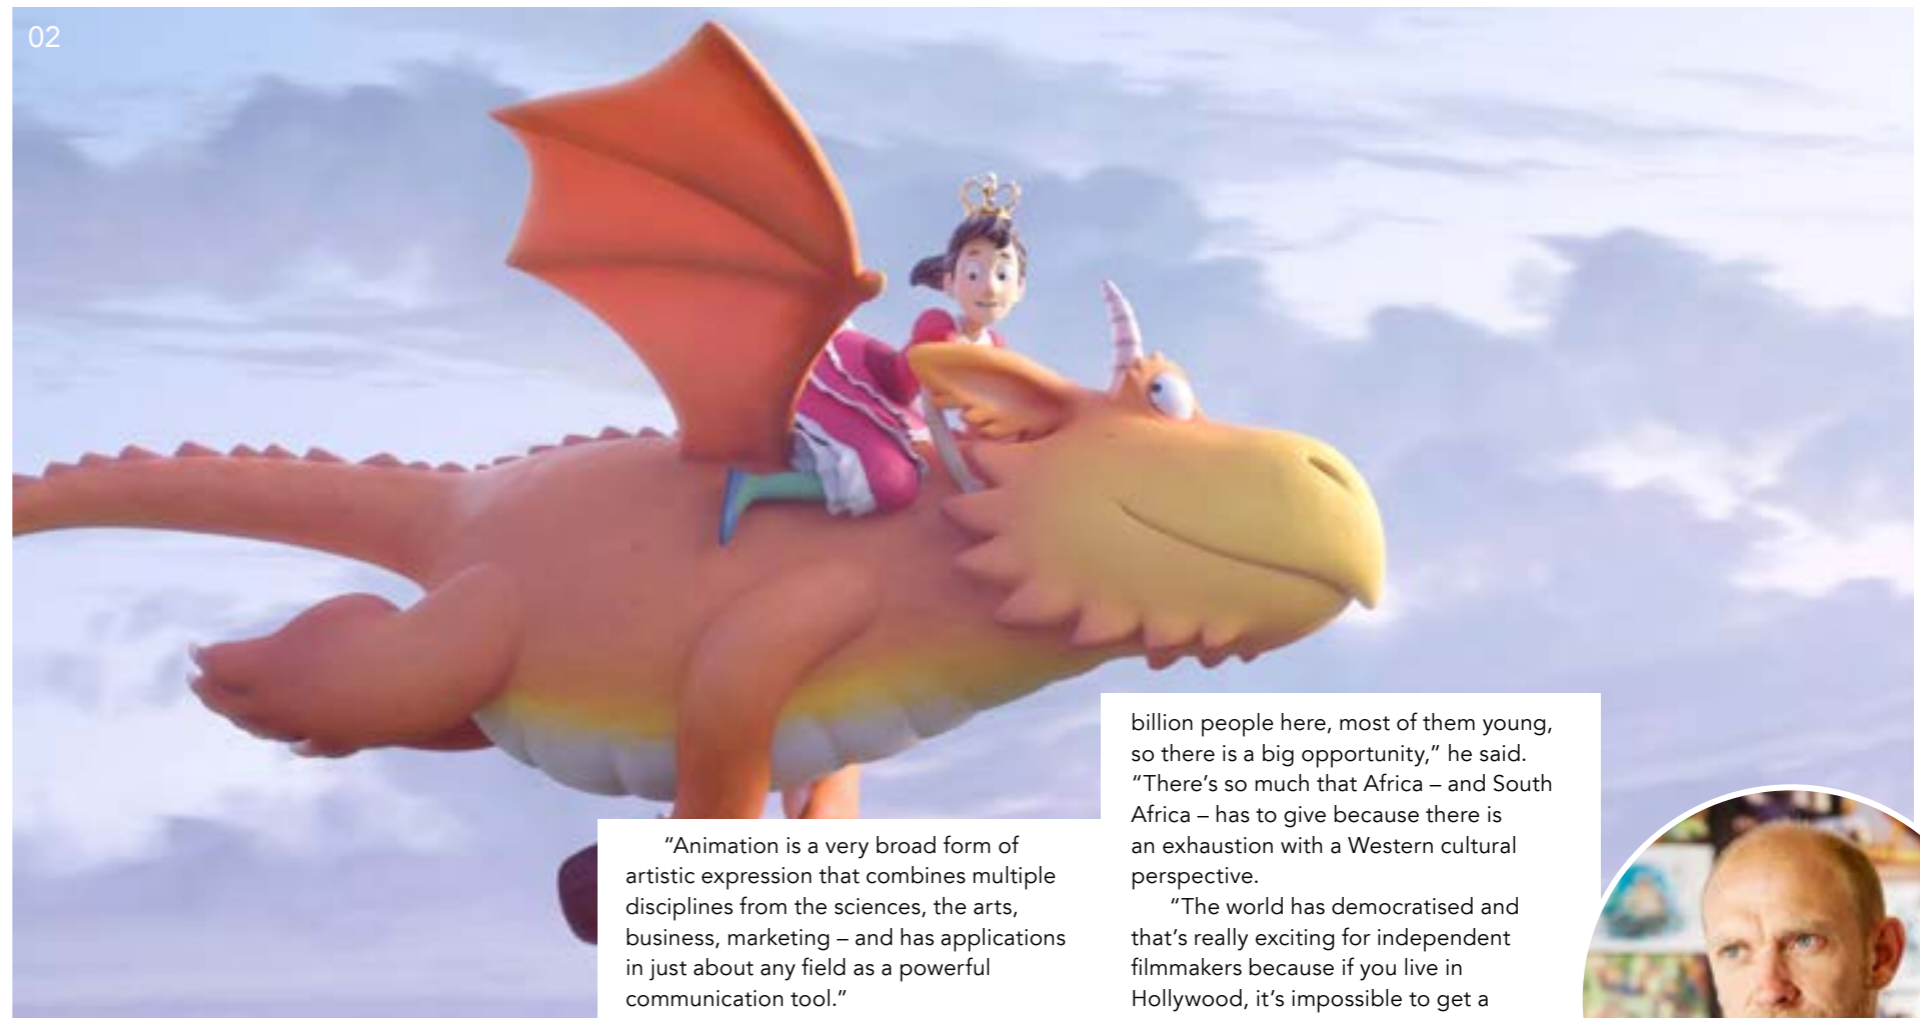 02
“Animation is a very broad form of
artistic expression that combines multiple
disciplines from the sciences, the arts,
business, marketing – and has applications
in just about any field as a powerful
communication tool.”
billion people here, most of them young,
so there is a big opportunity,” he said.
“There’s so much that Africa – and South
Africa – has to give because there is
an exhaustion with a Western cultural
perspective.
“The world has democratised and
that’s really exciting for independent
filmmakers because if you live in
Hollywood, it’s impossible to get a